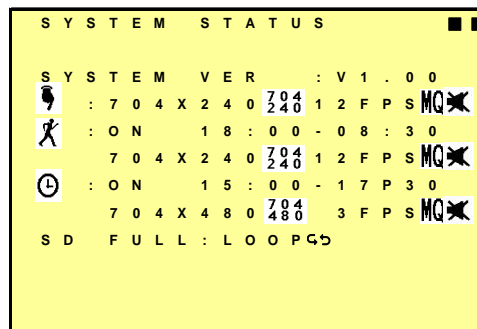 SYSTEM STATUS
SYSTEM VER : V1.00
:704X240 704 240 12FPS MQ
:ON 18:00-08:30
704X240 704 240 12FPS MQ
:ON 15:00-17P30
704X480 704 480 3FPS MQ
SD FULL:LOOP